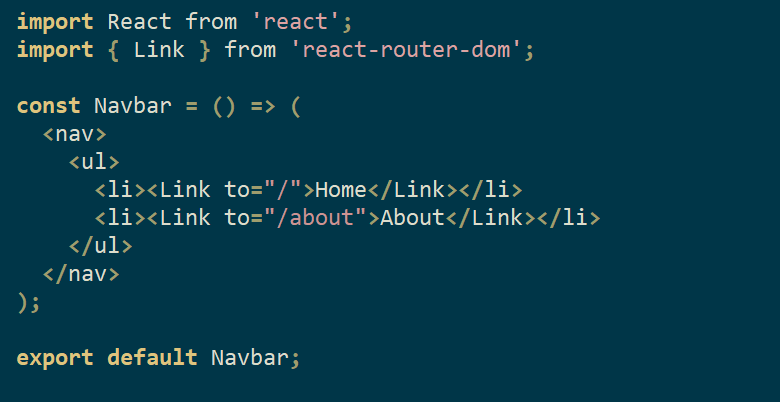 import React from 'react';
import { Link } from 'react-router-dom';

const Navbar = () => (
  <nav>
    <ul>
      <li><Link to="/">Home</Link></li>
      <li><Link to="/about">About</Link></li>
    </ul>
  </nav>
);

export default Navbar;